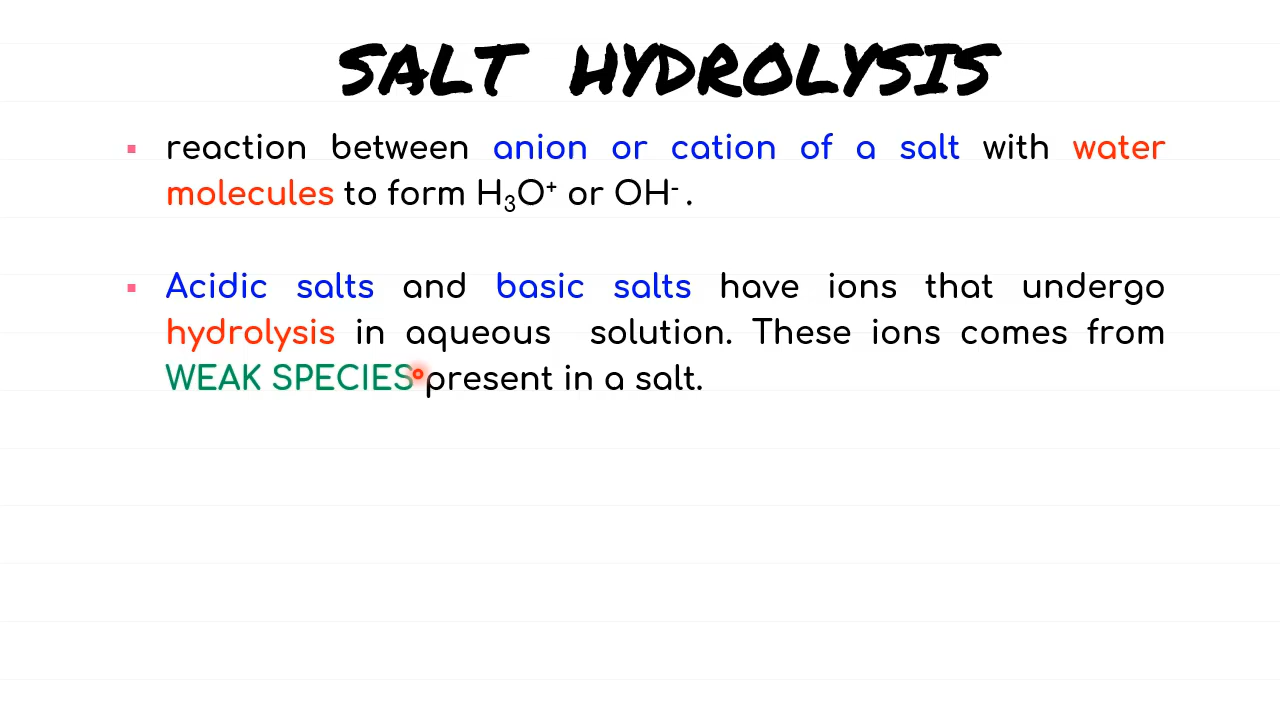 SALT HYDROLYSIS
▪ reaction between anion or cation of a salt with water
molecules to form H₃O⁺ or OH⁻ .
▪ Acidic salts and basic salts have ions that undergo
hydrolysis in aqueous solution. These ions comes from
WEAK SPECIES present in a salt.